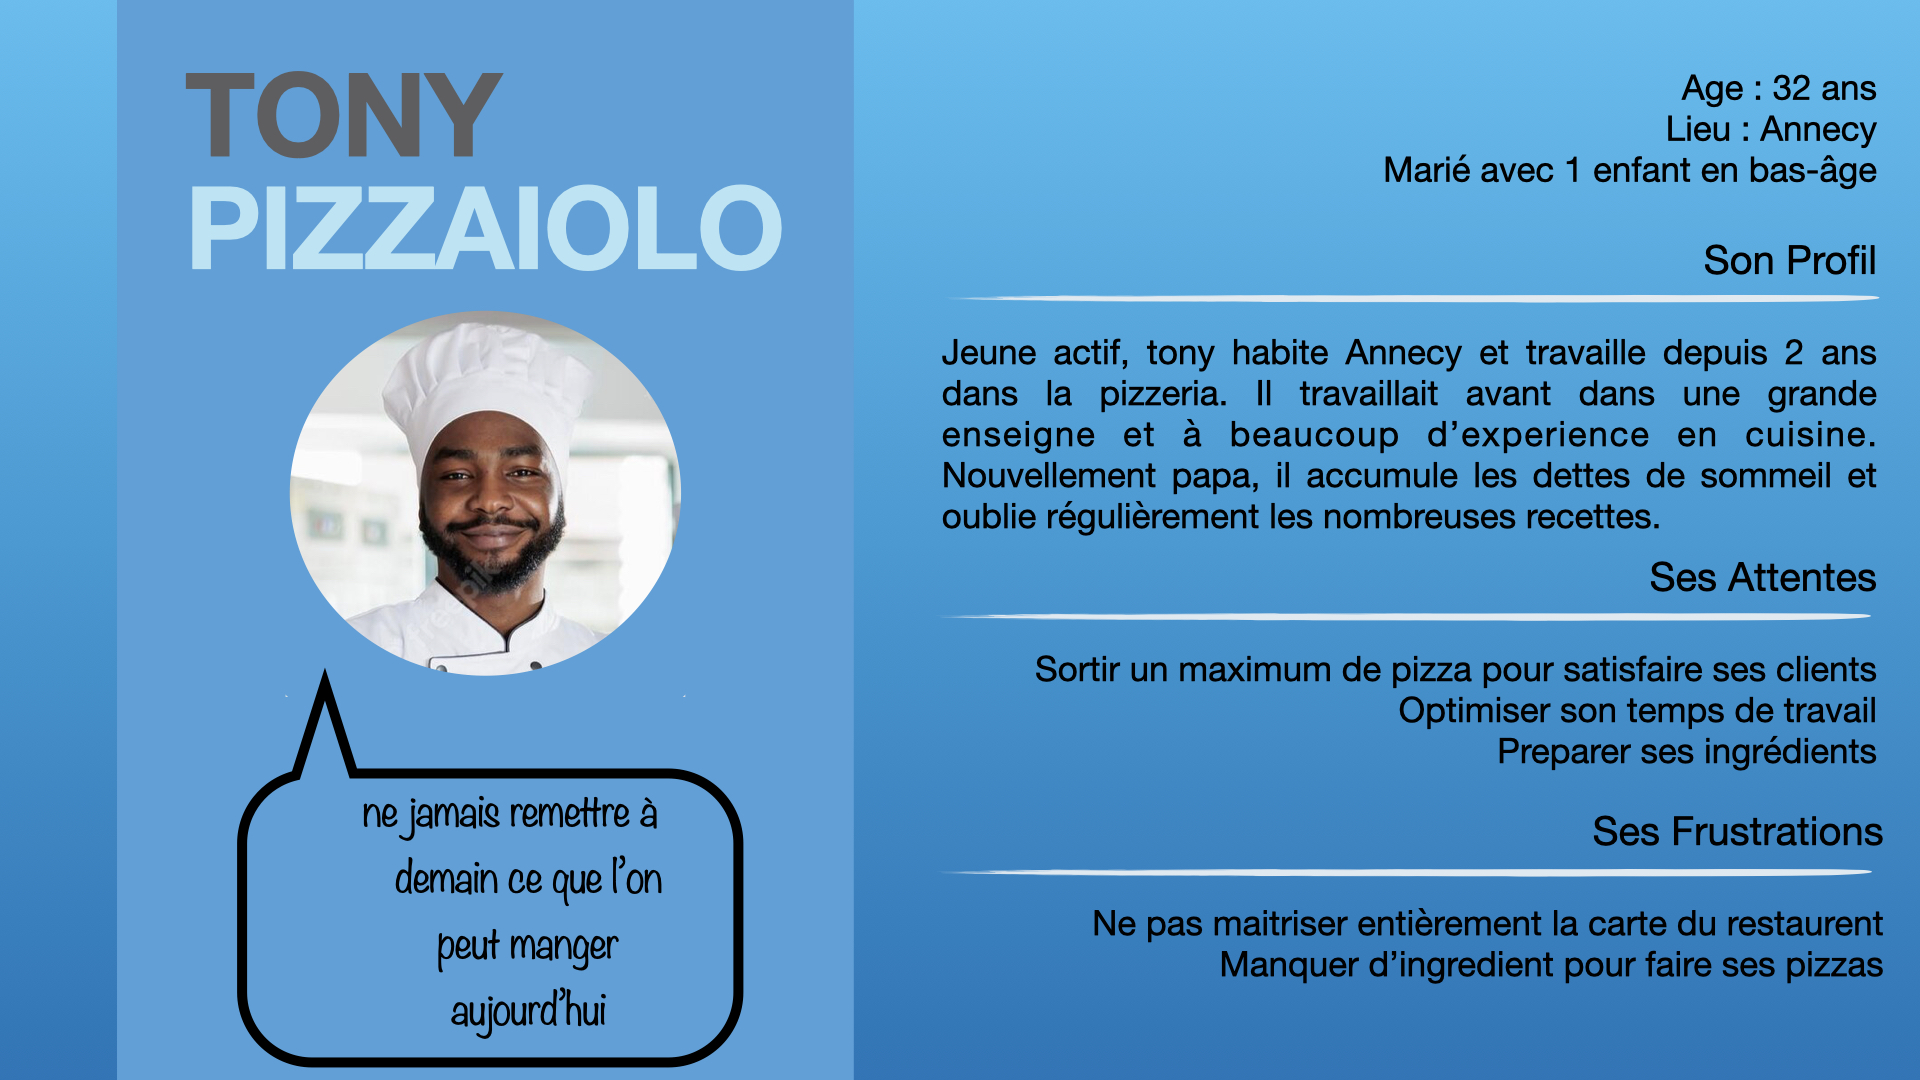 TONY
PIZZAIOLO
ne jamais remettre à
demain ce que l'on
peut manger
aujourd'hui
Age : 32 ans
Lieu : Annecy
Marié avec 1 enfant en bas-âge
Son Profil
Jeune actif, tony habite Annecy et travaille depuis 2 ans
dans la pizzeria. Il travaillait avant dans une grande
enseigne et à beaucoup d'experience en cuisine.
Nouvellement papa, il accumule les dettes de sommeil et
oublie régulièrement les nombreuses recettes.
Ses Attentes
Sortir un maximum de pizza pour satisfaire ses clients
Optimiser son temps de travail
Preparer ses ingrédients
Ses Frustrations
Ne pas maitriser entièrement la carte du restaurent
Manquer d'ingredient pour faire ses pizzas